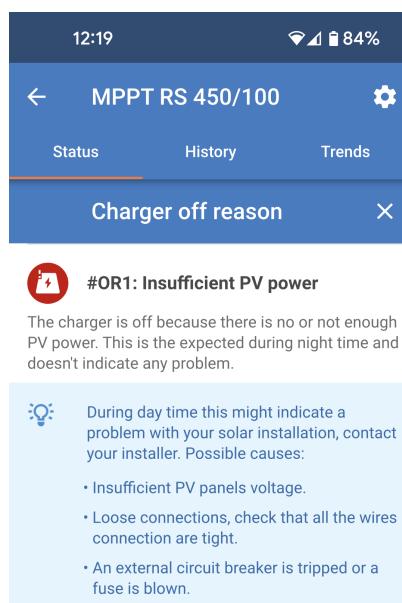 12:19 84%
MPPT RS 450/100
Status History Trends
Charger off reason
#OR1: Insufficient PV power
The charger is off because there is no or not enough
PV power. This is the expected during night time and
doesn't indicate any problem.
During day time this might indicate a
problem with your solar installation, contact
your installer. Possible causes:
• Insufficient PV panels voltage.
• Loose connections, check that all the wires
connection are tight.
• An external circuit breaker is tripped or a
fuse is blown.